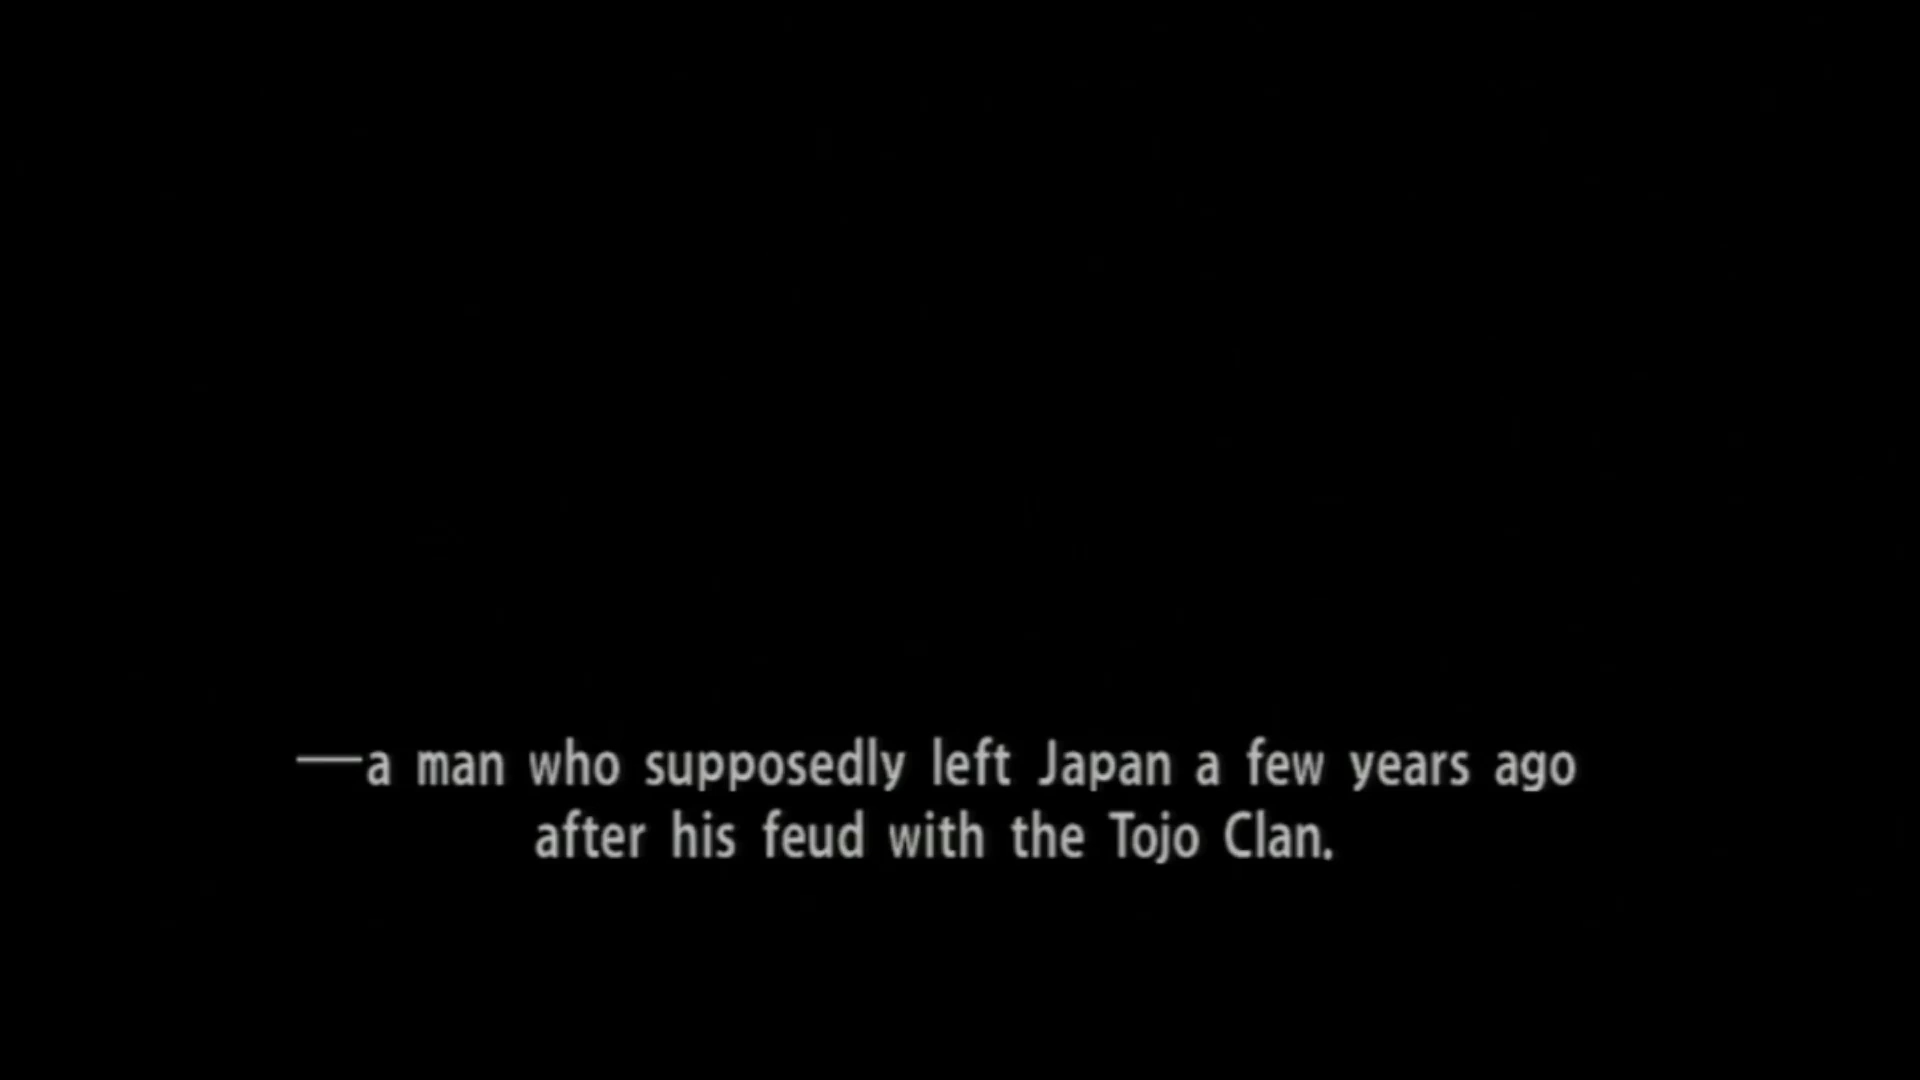 —a man who supposedly left Japan a few years ago
after his feud with the Tojo Clan.